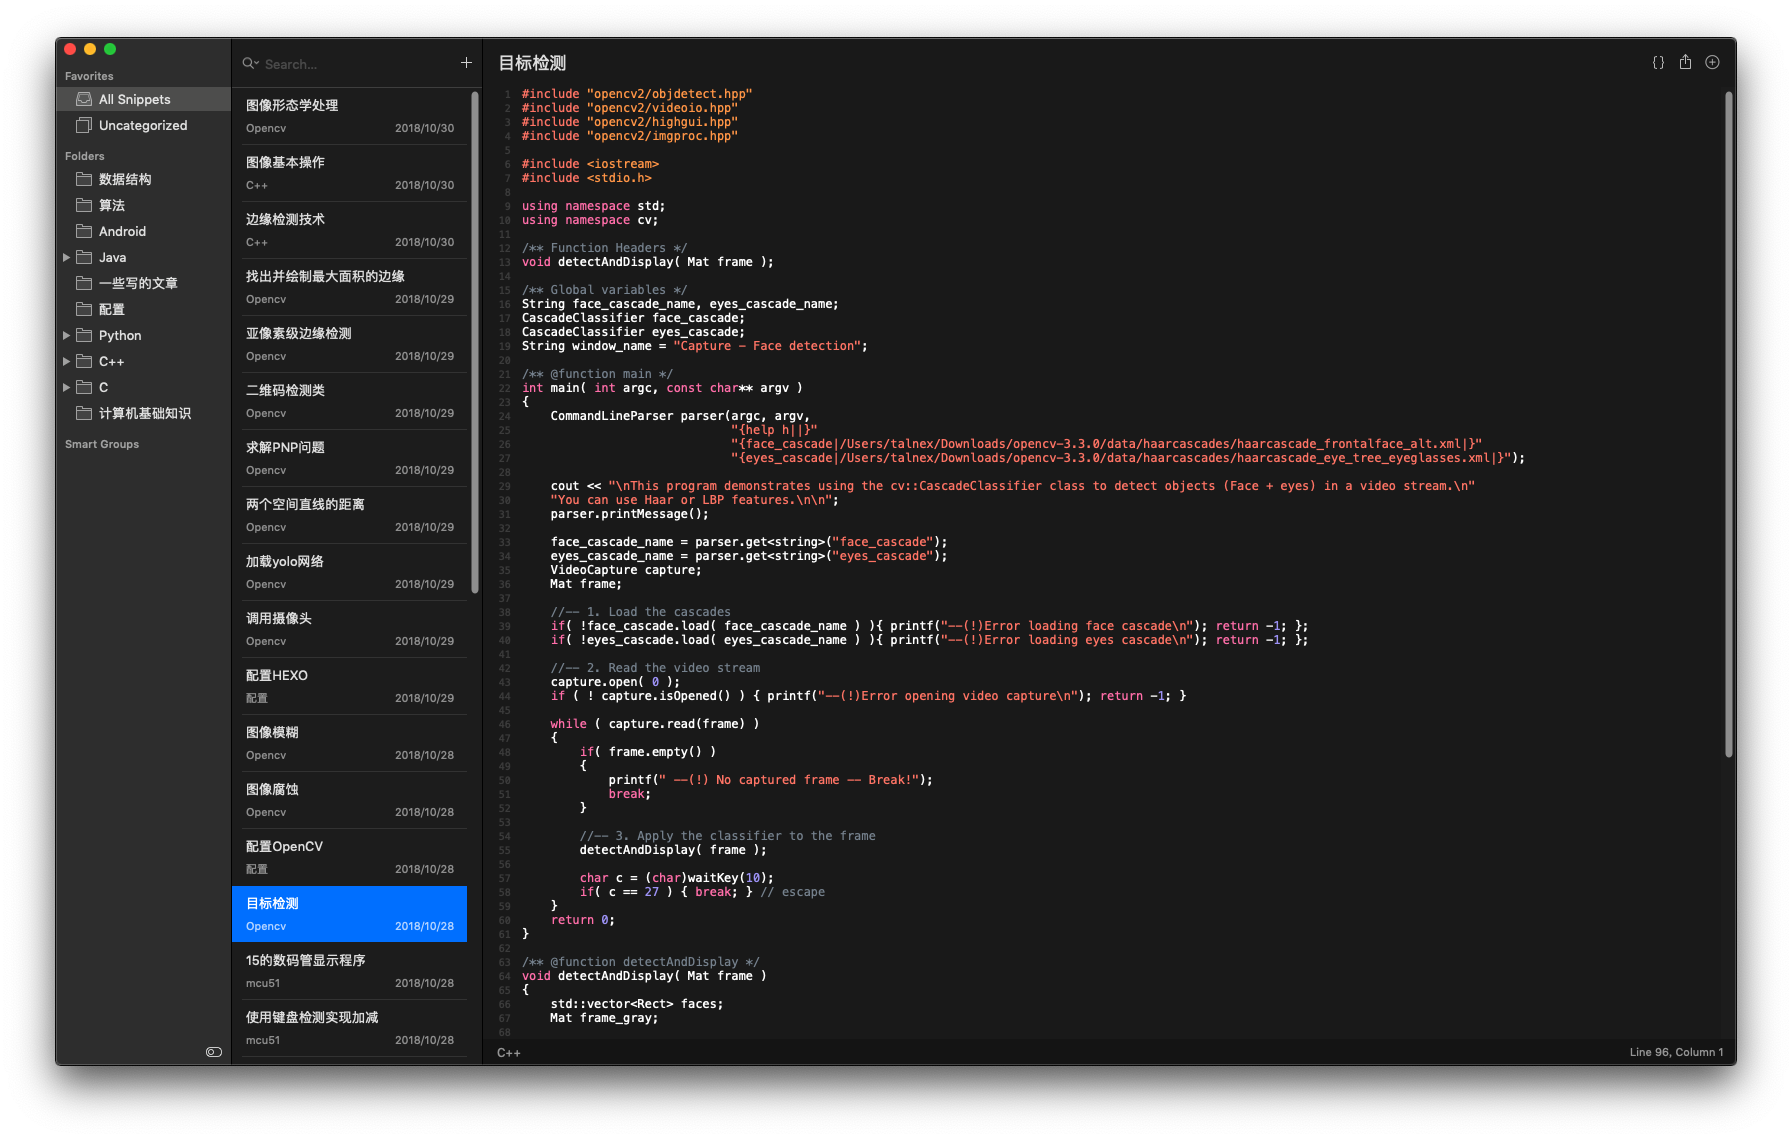 Favorites
All Snippets
Uncategorized
Folders
数据结构
算法
Android
Java
一些写的文章
配置
Python
C++
C
计算机基础知识
Smart Groups
Search...
图像形态学处理
Opencv 2018/10/30
图像基本操作
C++ 2018/10/30
边缘检测技术
C++ 2018/10/30
找出并绘制最大面积的边缘
Opencv 2018/10/29
亚像素级边缘检测
Opencv 2018/10/29
二维码检测类
Opencv 2018/10/29
求解PNP问题
Opencv 2018/10/29
两个空间直线的距离
Opencv 2018/10/29
加载yolo网络
Opencv 2018/10/29
调用摄像头
Opencv 2018/10/29
配置HEXO
配置 2018/10/29
图像模糊
Opencv 2018/10/28
图像腐蚀
Opencv 2018/10/28
配置OpenCV
配置 2018/10/28
目标检测
Opencv 2018/10/28
15的数码管显示程序
mcu51 2018/10/28
使用键盘检测实现加减
mcu51 2018/10/28
目标检测
1 #include "opencv2/objdetect.hpp"
2 #include "opencv2/videoio.hpp"
3 #include "opencv2/highgui.hpp"
4 #include "opencv2/imgproc.hpp"
5
6 #include <iostream>
7 #include <stdio.h>
8
9 using namespace std;
10 using namespace cv;
11
12 /** Function Headers */
13 void detectAndDisplay( Mat frame );
14
15 /** Global variables */
16 String face_cascade_name, eyes_cascade_name;
17 CascadeClassifier face_cascade;
18 CascadeClassifier eyes_cascade;
19 String window_name = "Capture - Face detection";
20
21 /** @function main */
22 int main( int argc, const char** argv )
23 {
24 CommandLineParser parser(argc, argv,
25 "{help h||}"
26 "{face_cascade|/Users/talnex/Downloads/opencv-3.3.0/data/haarcascades/haarcascade_frontalface_alt.xml|}"
27 "{eyes_cascade|/Users/talnex/Downloads/opencv-3.3.0/data/haarcascades/haarcascade_eye_tree_eyeglasses.xml|}");
28
29 cout << "\nThis program demonstrates using the cv::CascadeClassifier class to detect objects (Face + eyes) in a video stream.\n"
30 "You can use Haar or LBP features.\n\n";
31 parser.printMessage();
32
33 face_cascade_name = parser.get<string>("face_cascade");
34 eyes_cascade_name = parser.get<string>("eyes_cascade");
35 VideoCapture capture;
36 Mat frame;
37
38 //-- 1. Load the cascades
39 if( !face_cascade.load( face_cascade_name ) ){ printf("--(!)Error loading face cascade\n"); return -1; };
40 if( !eyes_cascade.load( eyes_cascade_name ) ){ printf("--(!)Error loading eyes cascade\n"); return -1; };
41
42 //-- 2. Read the video stream
43 capture.open( 0 );
44 if ( ! capture.isOpened() ) { printf("--(!)Error opening video capture\n"); return -1; }
45
46 while ( capture.read(frame) )
47 {
48 if( frame.empty() )
49 {
50 printf(" --(!) No captured frame -- Break!");
51 break;
52 }
53
54 //-- 3. Apply the classifier to the frame
55 detectAndDisplay( frame );
56
57 char c = (char)waitKey(10);
58 if( c == 27 ) { break; } // escape
59 }
60 return 0;
61 }
62
63 /** @function detectAndDisplay */
64 void detectAndDisplay( Mat frame )
65 {
66 std::vector<Rect> faces;
67 Mat frame_gray;
68
C++
Line 96, Column 1